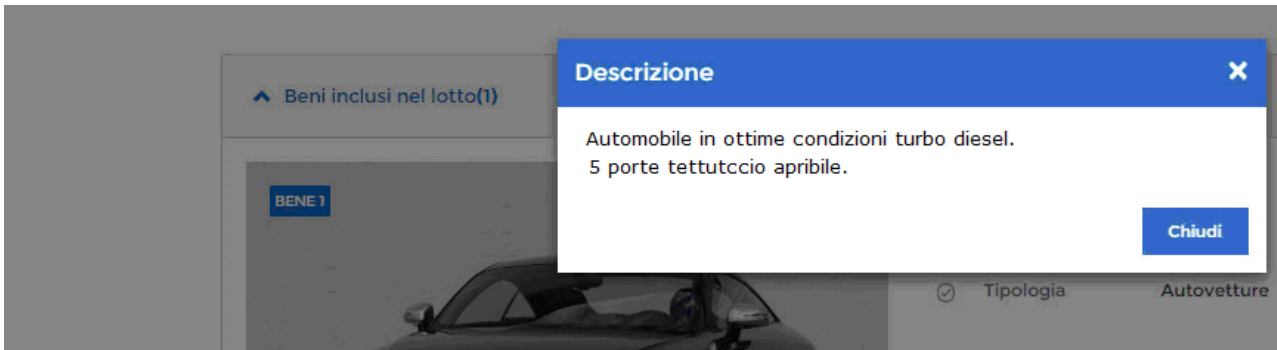 Descrizione
Beni inclusi nel lotto(1)
Automobile in ottime condizioni turbo diesel.
5 porte tettutccio apribile.
BENE 1
Chiudi
Tipologia Autovetture